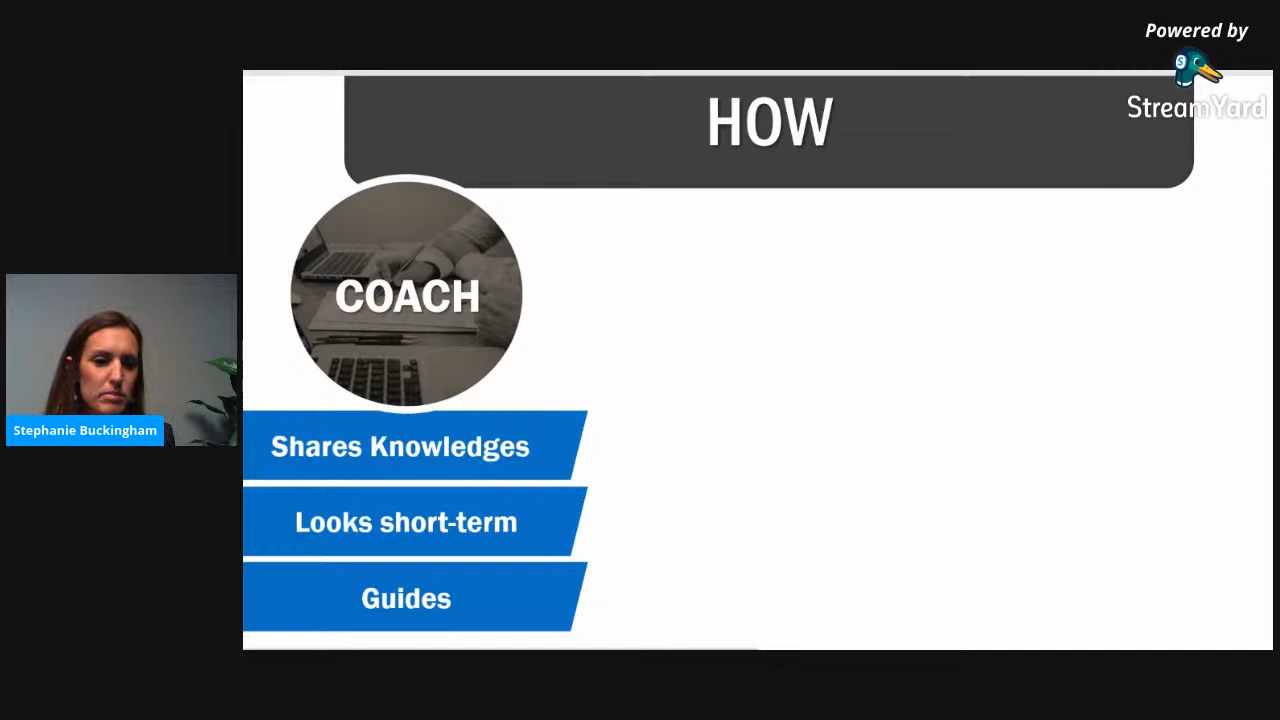 Powered by
StreamYard
HOW
COACH
Stephanie Buckingham
Shares Knowledges
Looks short-term
Guides